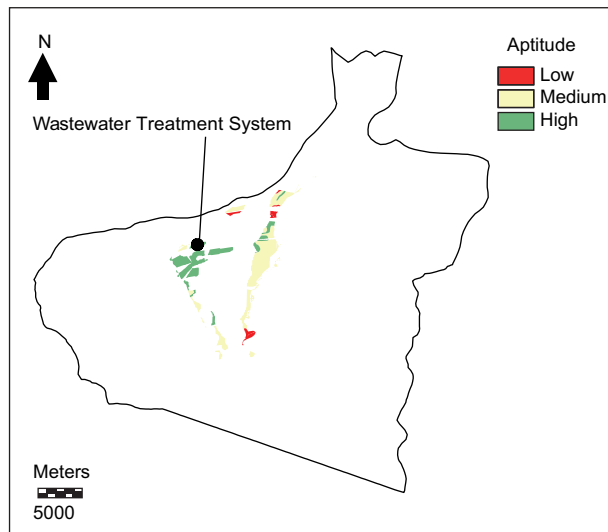 N
Aptitude
Low
Medium
High
Wastewater Treatment System
Meters
5000